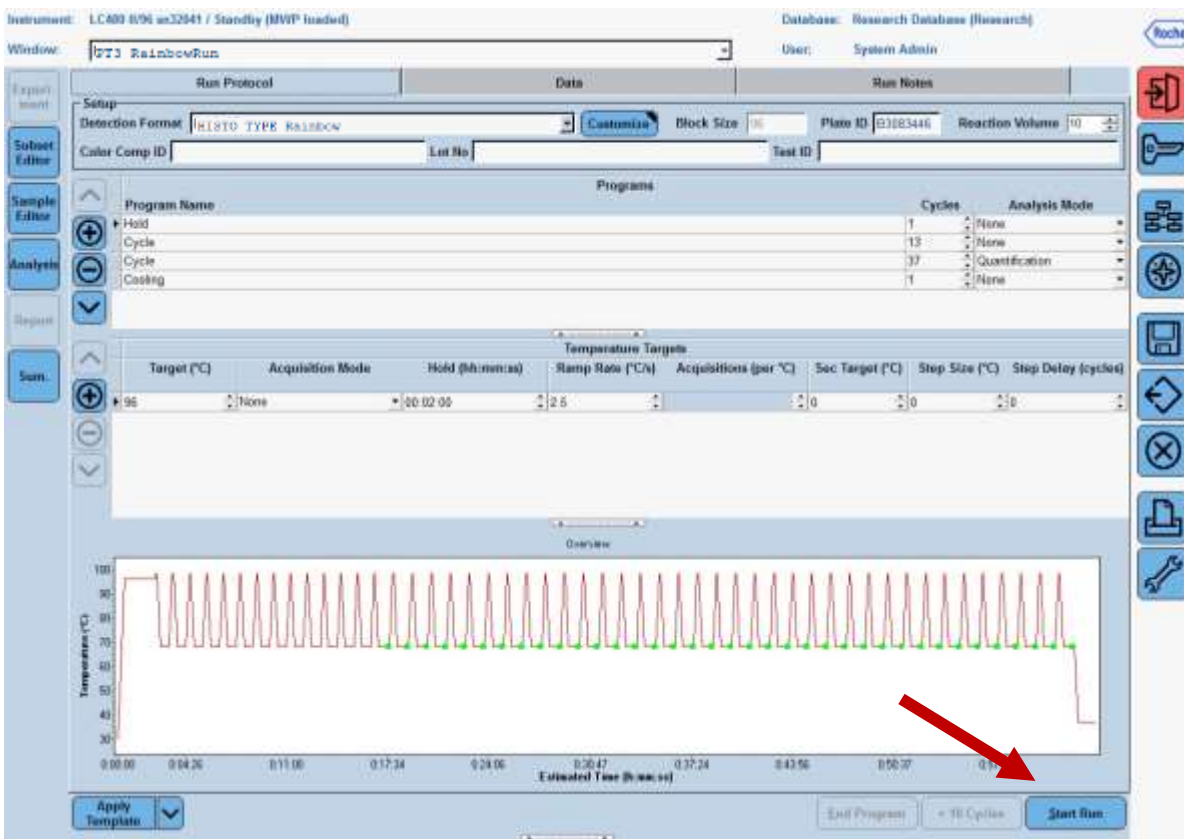 Instrument: LC480 II/96 sn32041 / Standby (MWP loaded) Database: Research Database (Research)
Window: PT3 RainbowRun User: System Admin
Roche
Run Protocol Data Run Notes
Setup
Detection Format HISTO TYPE Rainbow Customize Block Size 96 Plate ID Reaction Volume 10
Color Comp ID Lot No Test ID
Experiment
Subset Editor
Sample Editor
Analysis
Report
Sum.
Programs
Program Name Cycles Analysis Mode
Hold 1 None
Cycle 13 None
Cycle 37 Quantification
Cooling 1 None
Temperature Targets
Target (°C) Acquisition Mode Hold (hh:mm:ss) Ramp Rate (°C/s) Acquisitions (per °C) Sec Target (°C) Step Size (°C) Step Delay (cycles)
96 None 00:02:00 2.5 0 0 0
Overview
Temperature (°C)
100
90
80
70
60
50
40
30
0:00:00 0:04:26 0:11:00 0:17:34 0:24:06 0:30:47 0:37:24 0:43:56 0:50:37
Estimated Time (h:mm:ss)
Apply Template End Program + 10 Cycles Start Run